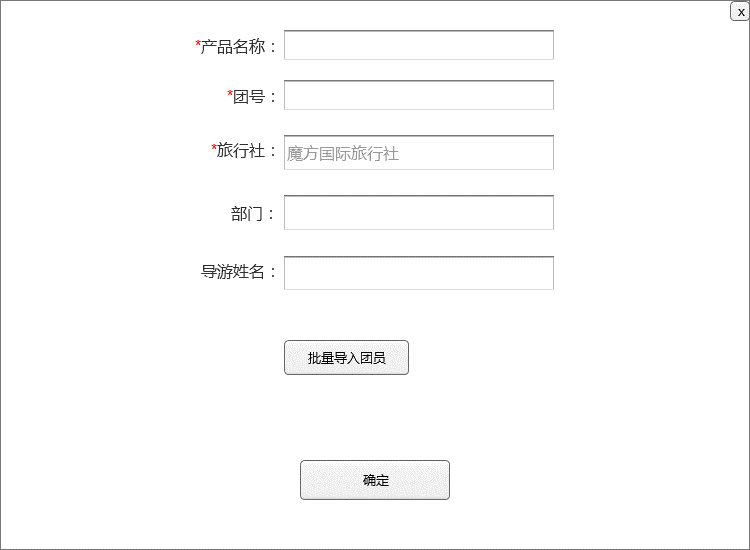 x
*产品名称：
*团号：
*旅行社： 魔方国际旅行社
部门：
导游姓名：
批量导入团员
确定